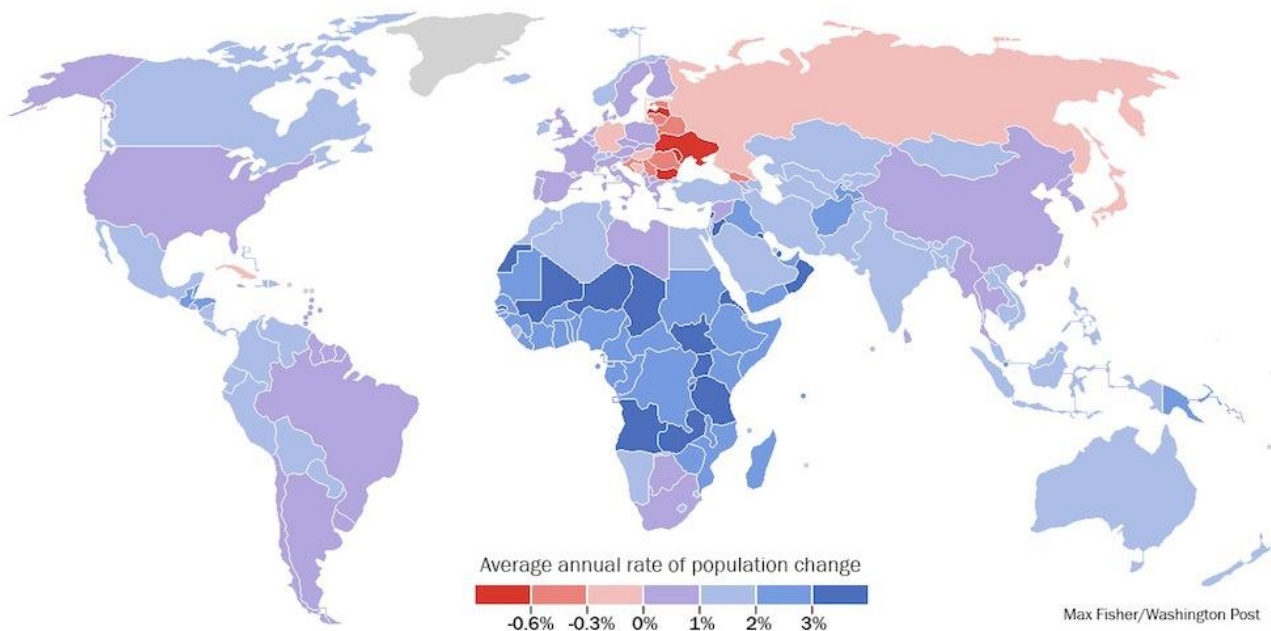 Average annual rate of population change
-0.6% -0.3% 0% 1% 2% 3%
Max Fisher/Washington Post